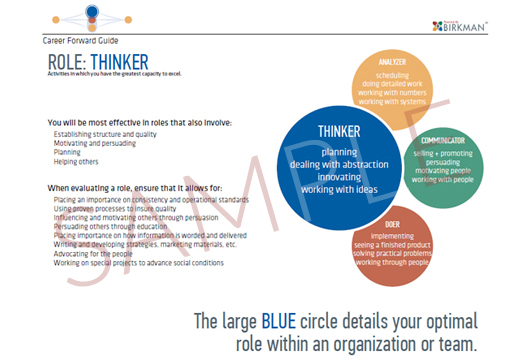 Career Forward Guide
BIRKMAN
ROLE: THINKER
Activities in which you have the greatest capacity to excel.
ANALYZER
scheduling
doing detailed work
working with numbers
working with systems
You will be most effective in roles that also involve:
Establishing structure and quality
Motivating and persuading
Planning
Helping others
THINKER
planning
dealing with abstraction
innovating
working with ideas
COMMUNICATOR
selling + promoting
persuading
motivating people
working with people
When evaluating a role, ensure that it allows for:
Placing an importance on consistency and operational standards
Using proven processes to insure quality
Influencing and motivating others through persuasion
Persuading others through education
Placing importance on how information is worded and delivered
Writing and developing strategies, marketing materials, etc.
Advocating for the people
Working on special projects to advance social conditions
DOER
implementing
seeing a finished product
solving practical problems
working through people
SAMPLE
The large BLUE circle details your optimal
role within an organization or team.